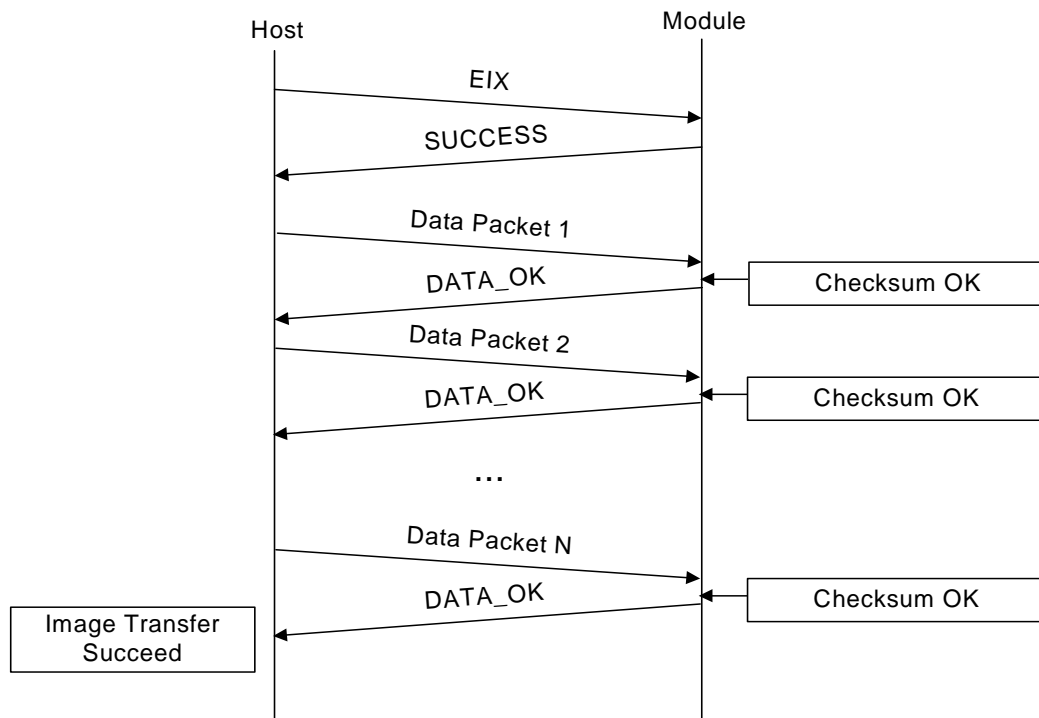 Host
Module
EIX
SUCCESS
Data Packet 1
DATA_OK
Checksum OK
Data Packet 2
DATA_OK
Checksum OK
...
Data Packet N
DATA_OK
Checksum OK
Image Transfer
Succeed